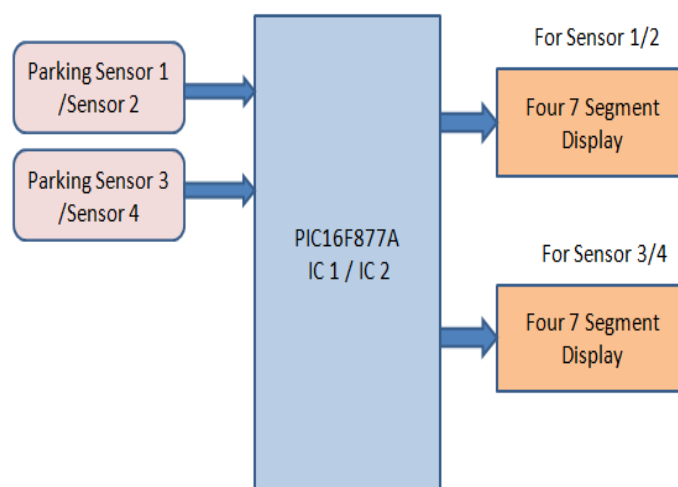 Parking Sensor 1
/Sensor 2
Parking Sensor 3
/Sensor 4
PIC16F877A
IC 1 / IC 2
For Sensor 1/2
Four 7 Segment
Display
For Sensor 3/4
Four 7 Segment
Display